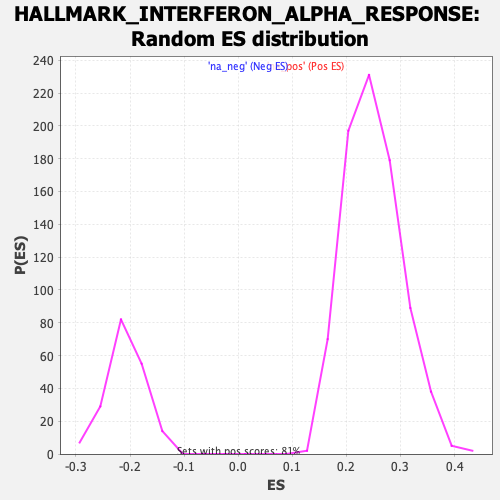 HALLMARK_INTERFERON_ALPHA_RESPONSE:
Random ES distribution
'na_neg' (Neg ES)
pos' (Pos ES)
P(ES)
240
220
200
180
160
140
120
100
80
60
40
20
0
Sets with pos scores: 81%
-0.3 -0.2 -0.1 0.0 0.1 0.2 0.3 0.4
ES